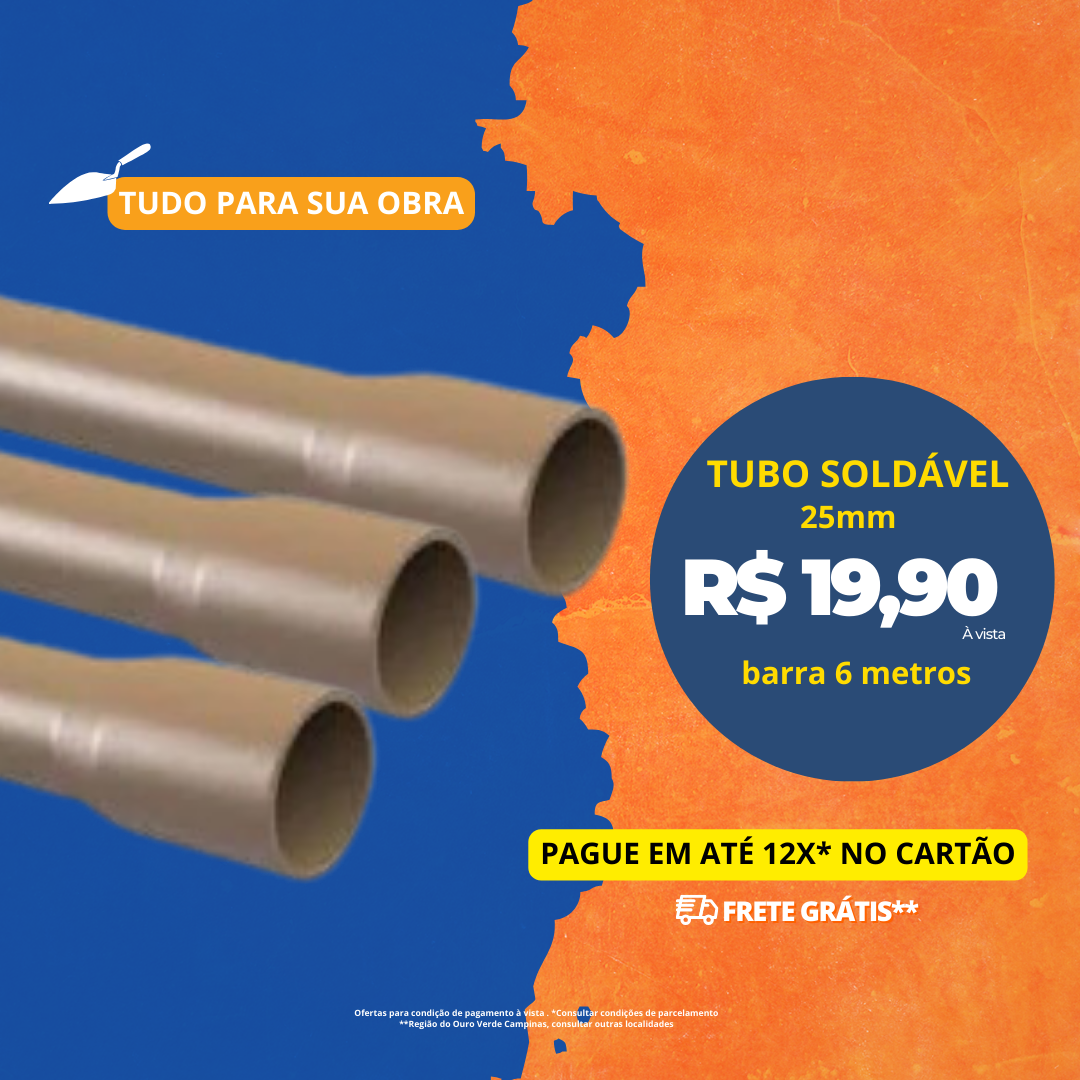 TUDO PARA SUA OBRA
TUBO SOLDÁVEL
25mm
R$ 19,90
À vista
barra 6 metros
PAGUE EM ATÉ 12X* NO CARTÃO
FRETE GRÁTIS**
Ofertas para condição de pagamento à vista . *Consultar condições de parcelamento
**Região do Ouro Verde Campinas, consultar outras localidades